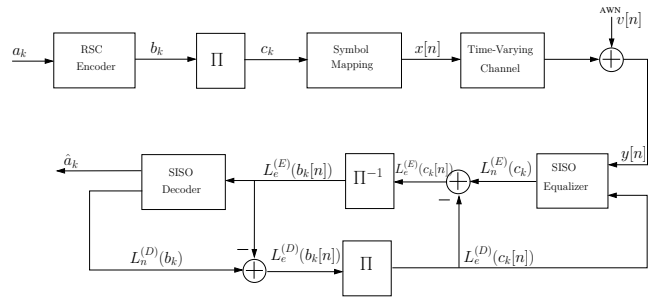 AWN
v[n]
a_k
RSC
Encoder
b_k
Π
c_k
Symbol
Mapping
x[n]
Time-Varying
Channel
+
y[n]
â_k
SISO
Decoder
L_e^{(E)}(b_k[n])
Π^{-1}
L_e^{(E)}(c_k[n])
+
−
L_n^{(E)}(c_k)
SISO
Equalizer
L_n^{(D)}(b_k)
−
+
L_e^{(D)}(b_k[n])
Π
L_e^{(D)}(c_k[n])